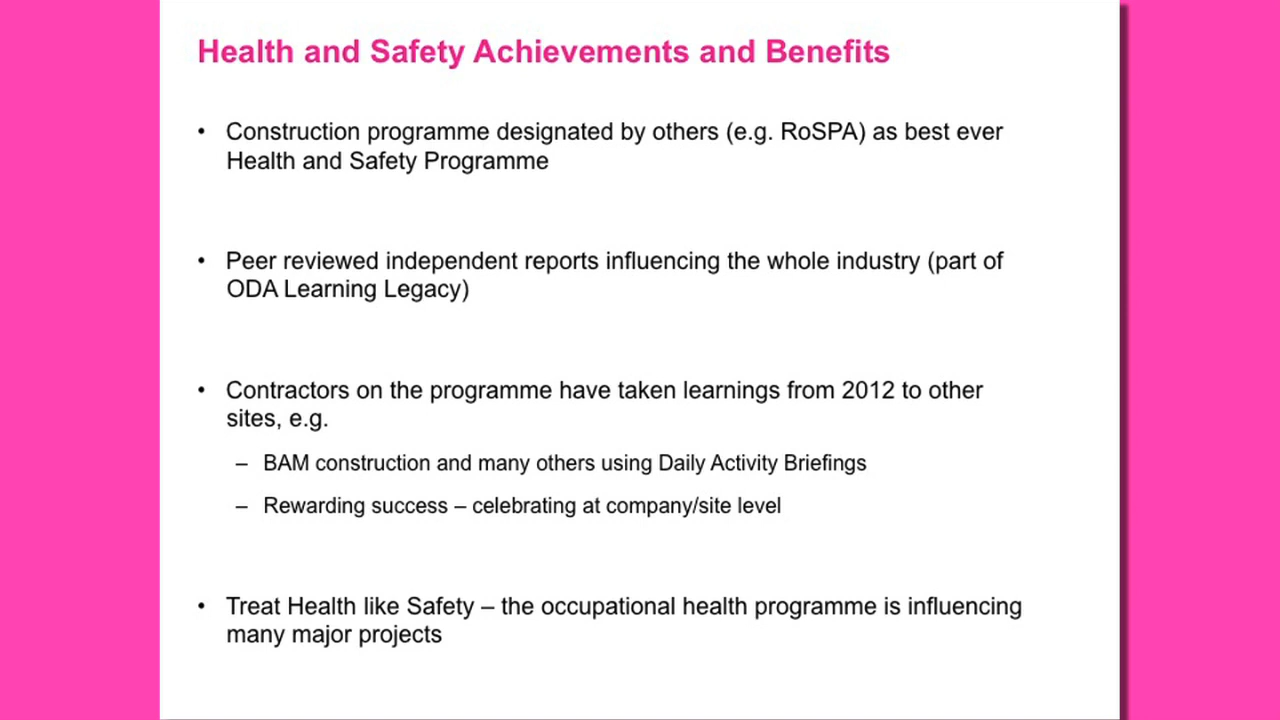 Health and Safety Achievements and Benefits
• Construction programme designated by others (e.g. RoSPA) as best ever
Health and Safety Programme
• Peer reviewed independent reports influencing the whole industry (part of
ODA Learning Legacy)
• Contractors on the programme have taken learnings from 2012 to other
sites, e.g.
– BAM construction and many others using Daily Activity Briefings
– Rewarding success – celebrating at company/site level
• Treat Health like Safety – the occupational health programme is influencing
many major projects